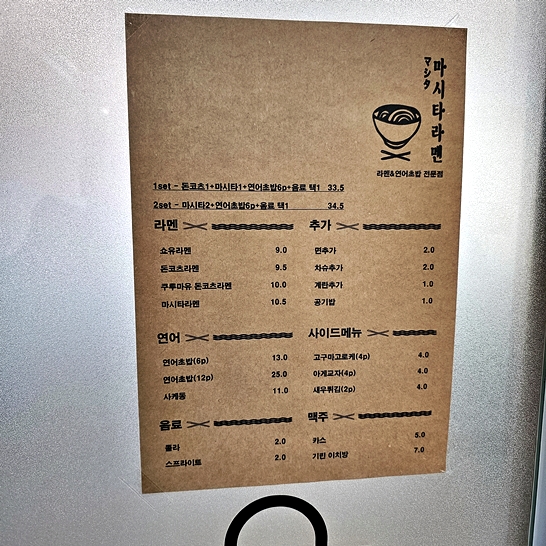 마시타라멘
マシタ
라멘&연어초밥 전문점
1set - 돈코츠1+마시타1+연어초밥6p+음료 택1 33.5
2set - 마시타2+연어초밥6p+음료 택1 34.5
라멘
쇼유라멘 9.0
돈코츠라멘 9.5
쿠루마유 돈코츠라멘 10.0
마시타라멘 10.5
추가
면추가 2.0
차슈추가 2.0
계란추가 1.0
공기밥 1.0
연어
연어초밥(6p) 13.0
연어초밥(12p) 25.0
사케동 11.0
사이드메뉴
고구마고로케(4p) 4.0
아게교자(4p) 4.0
새우튀김(2p) 4.0
음료
콜라 2.0
스프라이트 2.0
맥주
카스 5.0
기린 이치방 7.0